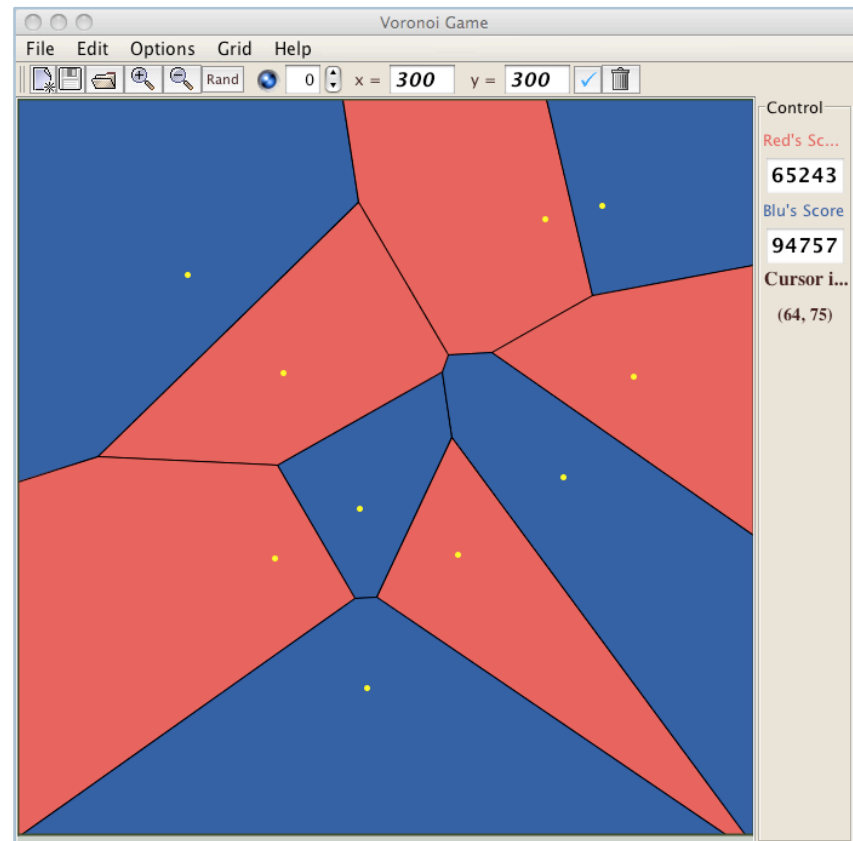 Voronoi Game
File Edit Options Grid Help
Rand 0 x = 300 y = 300
Control
Red's Sc...
65243
Blu's Score
94757
Cursor i...
(64, 75)